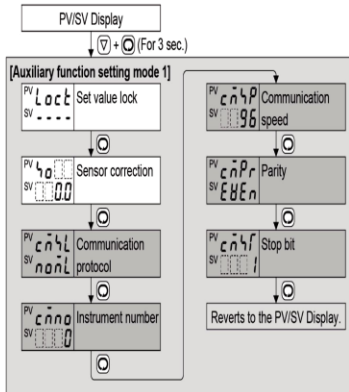 PV/SV Display
▽ + (For 3 sec.)
[Auxiliary function setting mode 1]
PV Lock Set value lock
SV ----
PV So Sensor correction
SV 0.0
PV cmsL Communication
SV noml protocol
PV cmno Instrument number
SV 0
PV cmsP Communication
SV 96 speed
PV cmPr Parity
SV EVEn
PV cmsT Stop bit
SV 1
Reverts to the PV/SV Display.